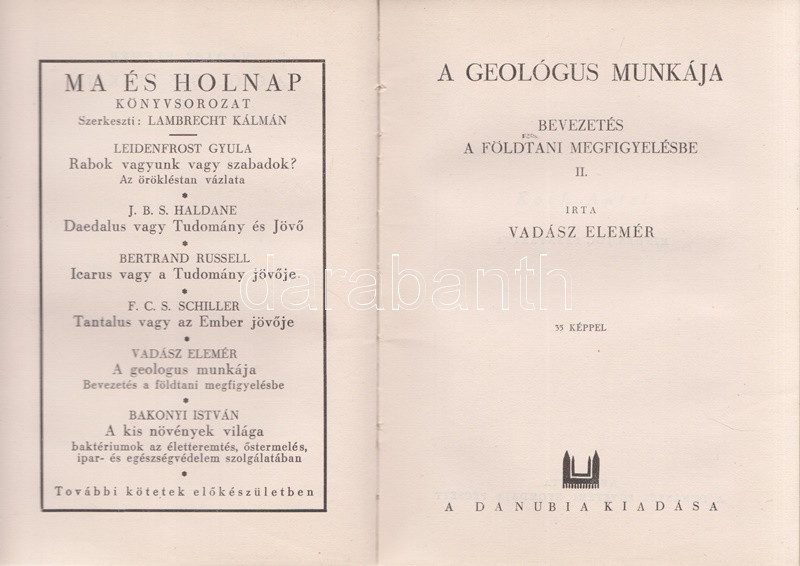 MA ÉS HOLNAP
KÖNYVSOROZAT
Szerkeszti: LAMBRECHT KÁLMÁN
LEIDENFROST GYULA
Rabok vagyunk vagy szabadok?
Az örökléstan vázlata
*
J. B. S. HALDANE
Daedalus vagy Tudomány és Jövő
*
BERTRAND RUSSELL
Icarus vagy a Tudomány jövője
*
F. C. S. SCHILLER
Tantalus vagy az Ember jövője
*
VADÁSZ ELEMÉR
A geologus munkája
Bevezetés a földtani megfigyelésbe
*
BAKONYI ISTVÁN
A kis növények világa
baktériumok az életteremtés, őstermelés,
ipar- és egészségvédelem szolgálatában
*
További kötetek előkészületben
A GEOLÓGUS MUNKÁJA
BEVEZETÉS
A FÖLDTANI MEGFIGYELÉSBE
II.
IRTA
VADÁSZ ELEMÉR
35 KÉPPEL
A DANUBIA KIADÁSA
darabanth